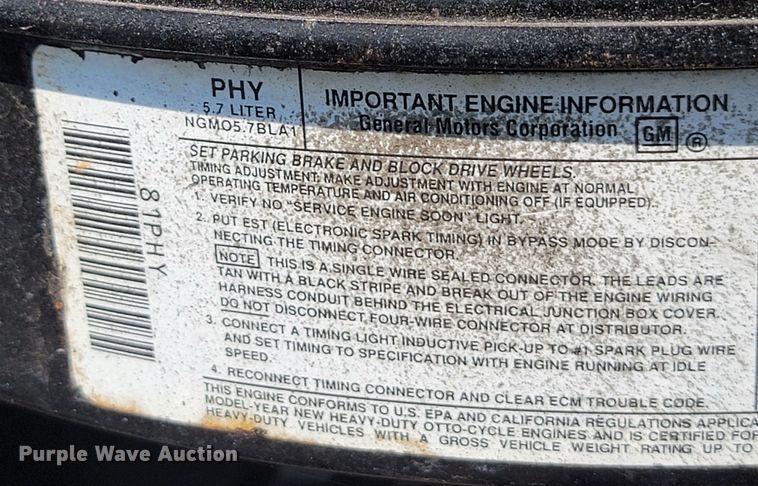 PHY
5.7 LITER
NGM05.7BLA1
IMPORTANT ENGINE INFORMATION
General Motors Corporation GM ®
81PHY
SET PARKING BRAKE AND BLOCK DRIVE WHEELS.
TIMING ADJUSTMENT: MAKE ADJUSTMENT WITH ENGINE AT NORMAL
OPERATING TEMPERATURE AND AIR CONDITIONING OFF (IF EQUIPPED).
1. VERIFY NO "SERVICE ENGINE SOON" LIGHT.
2. PUT EST (ELECTRONIC SPARK TIMING) IN BYPASS MODE BY DISCON-
NECTING THE TIMING CONNECTOR.
NOTE THIS IS A SINGLE WIRE SEALED CONNECTOR. THE LEADS ARE
TAN WITH A BLACK STRIPE AND BREAK OUT OF THE ENGINE WIRING
HARNESS CONDUIT BEHIND THE ELECTRICAL JUNCTION BOX COVER.
DO NOT DISCONNECT FOUR-WIRE CONNECTOR AT DISTRIBUTOR.
3. CONNECT A TIMING LIGHT INDUCTIVE PICK-UP TO #1 SPARK PLUG WIRE
AND SET TIMING TO SPECIFICATION WITH ENGINE RUNNING AT IDLE
SPEED.
4. RECONNECT TIMING CONNECTOR AND CLEAR ECM TROUBLE CODE.
THIS ENGINE CONFORMS TO U.S. EPA AND CALIFORNIA REGULATIONS APPLICA
MODEL-YEAR NEW HEAVY-DUTY OTTO-CYCLE ENGINES AND IS CERTIFIED FOR
HEAVY-DUTY VEHICLES WITH A GROSS VEHICLE WEIGHT RATING UP TO
Purple Wave Auction